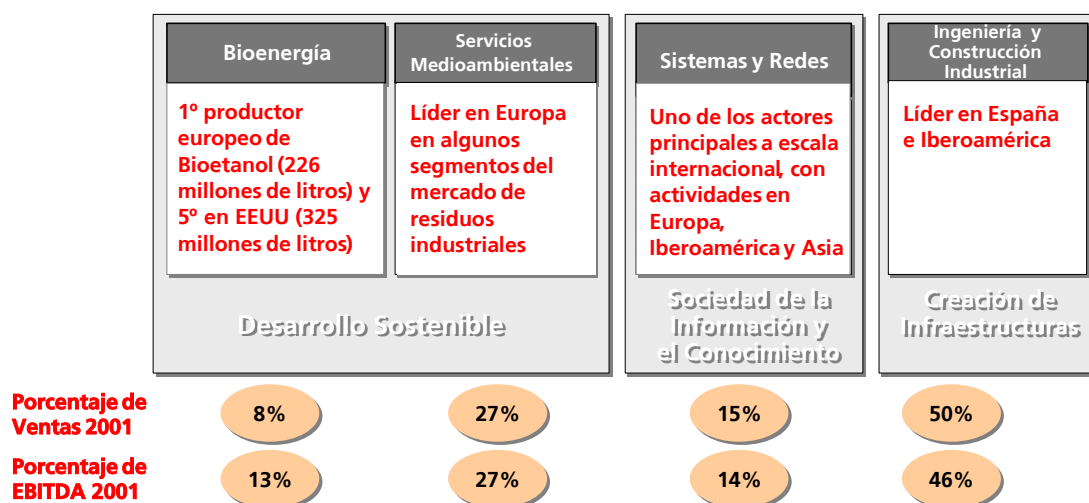 Bioenergía
1º productor
europeo de
Bioetanol (226
millones de litros) y
5º en EEUU (325
millones de litros)
Servicios
Medioambientales
Líder en Europa
en algunos
segmentos del
mercado de
residuos
industriales
Desarrollo Sostenible
Sistemas y Redes
Uno de los actores
principales a escala
internacional, con
actividades en
Europa,
Iberoamérica y Asia
Sociedad de la
Información y
el Conocimiento
Ingeniería y
Construcción
Industrial
Líder en España
e Iberoamérica
Creación de
Infraestructuras
Porcentaje de
Ventas 2001
8%
27%
15%
50%
Porcentaje de
EBITDA 2001
13%
27%
14%
46%